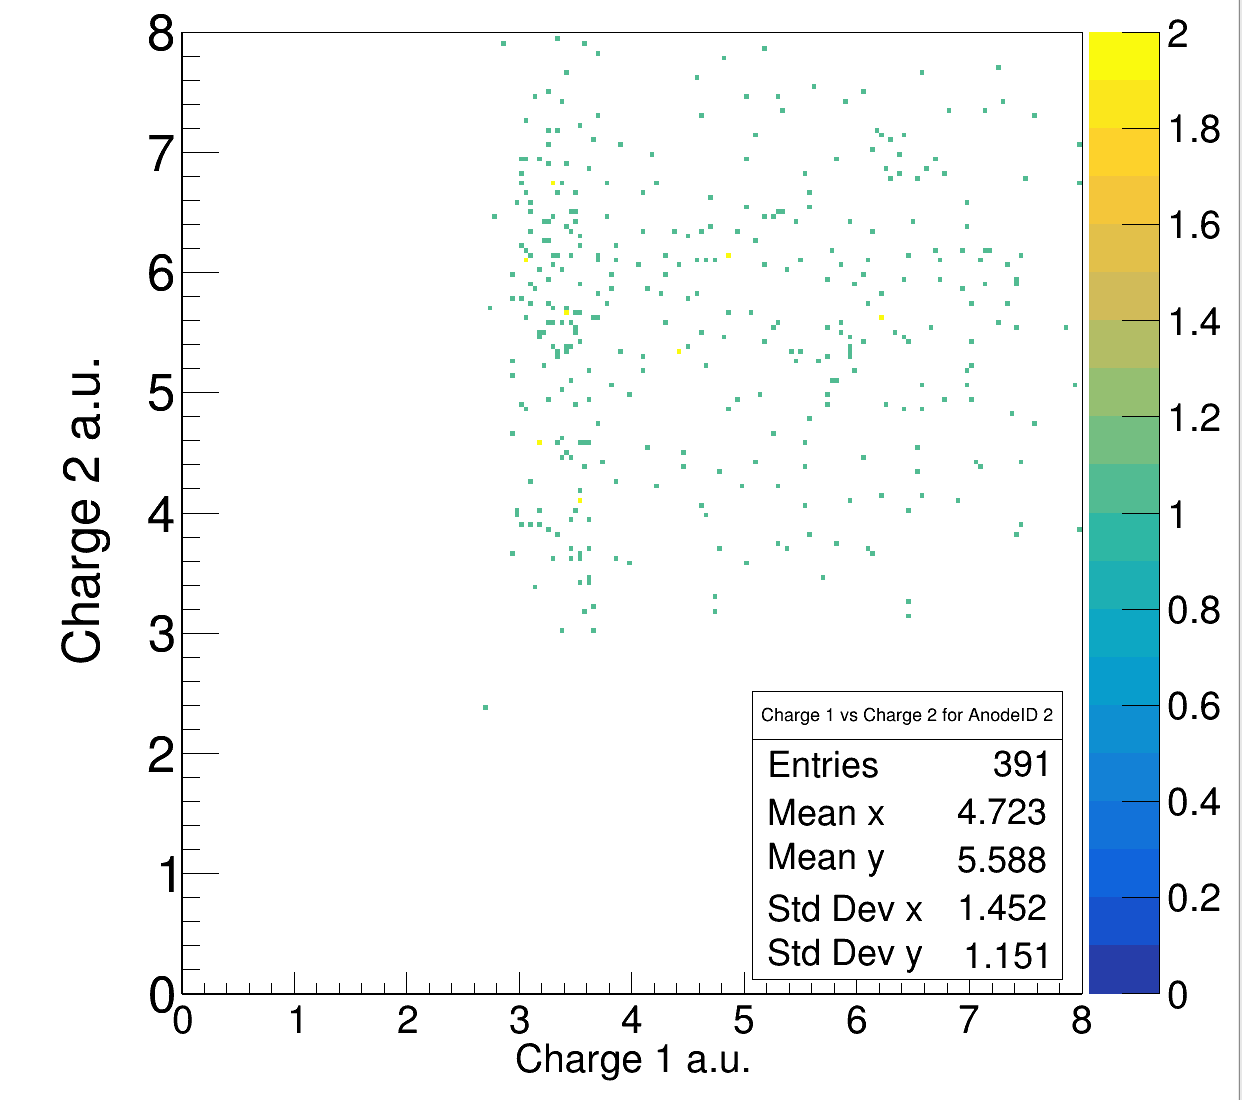 8
7
6
5
4
3
2
1
0
Charge 2 a.u.
0 1 2 3 4 5 6 7 8
Charge 1 a.u.
Charge 1 vs Charge 2 for AnodeID 2
Entries 391
Mean x 4.723
Mean y 5.588
Std Dev x 1.452
Std Dev y 1.151
2
1.8
1.6
1.4
1.2
1
0.8
0.6
0.4
0.2
0